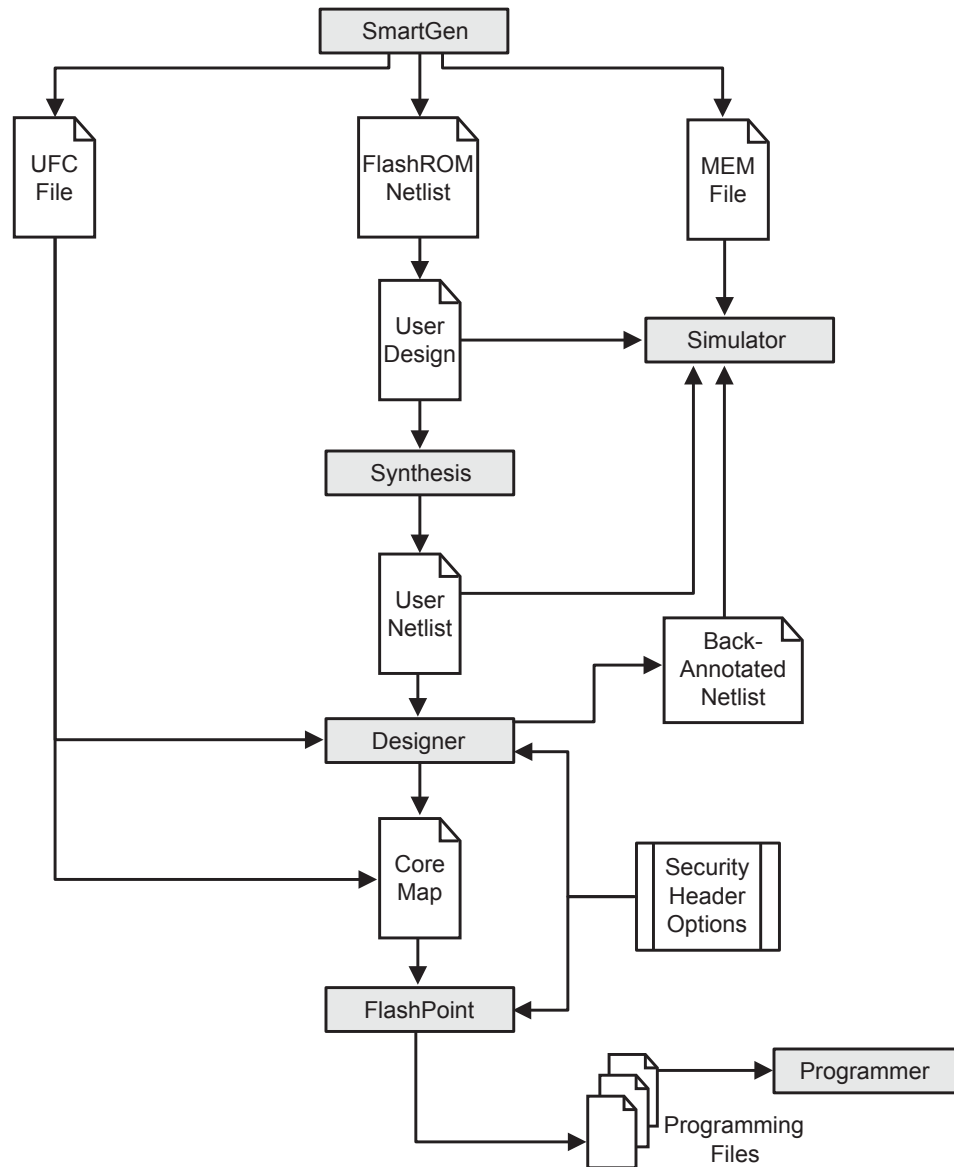 SmartGen
UFC
File
FlashROM
Netlist
MEM
File
User
Design
Simulator
Synthesis
User
Netlist
Back-
Annotated
Netlist
Designer
Core
Map
Security
Header
Options
FlashPoint
Programmer
Programming
Files